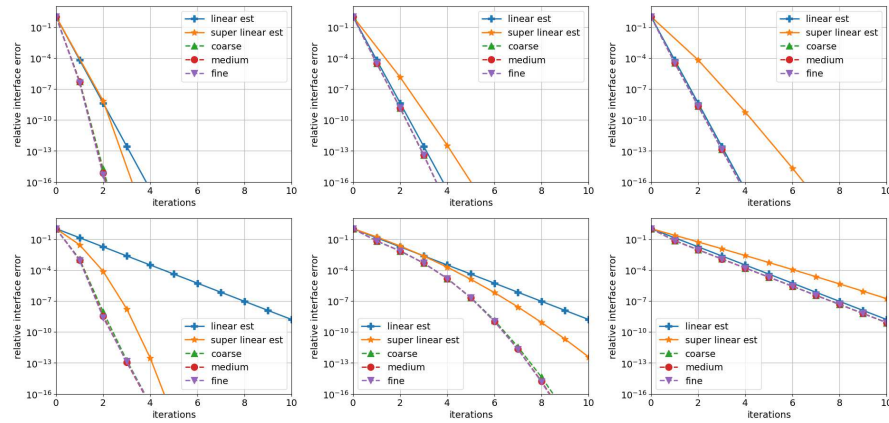 relative interface error
10⁻¹
10⁻⁴
10⁻⁷
10⁻¹⁰
10⁻¹³
10⁻¹⁶
linear est
super linear est
coarse
medium
fine
0 2 4 6 8 10
iterations
relative interface error
10⁻¹
10⁻⁴
10⁻⁷
10⁻¹⁰
10⁻¹³
10⁻¹⁶
linear est
super linear est
coarse
medium
fine
0 2 4 6 8 10
iterations
relative interface error
10⁻¹
10⁻⁴
10⁻⁷
10⁻¹⁰
10⁻¹³
10⁻¹⁶
linear est
super linear est
coarse
medium
fine
0 2 4 6 8 10
iterations
relative interface error
10⁻¹
10⁻⁴
10⁻⁷
10⁻¹⁰
10⁻¹³
10⁻¹⁶
linear est
super linear est
coarse
medium
fine
0 2 4 6 8 10
iterations
relative interface error
10⁻¹
10⁻⁴
10⁻⁷
10⁻¹⁰
10⁻¹³
10⁻¹⁶
linear est
super linear est
coarse
medium
fine
0 2 4 6 8 10
iterations
relative interface error
10⁻¹
10⁻⁴
10⁻⁷
10⁻¹⁰
10⁻¹³
10⁻¹⁶
linear est
super linear est
coarse
medium
fine
0 2 4 6 8 10
iterations